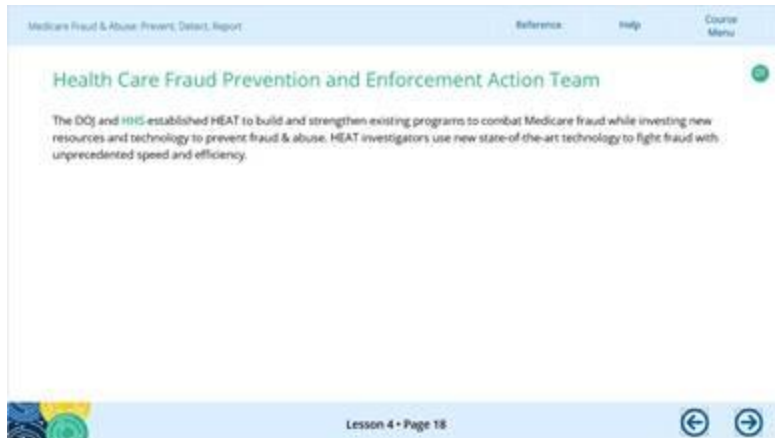 Medicare Fraud & Abuse: Prevent, Detect, Report
Reference
Help
Course
Menu
Health Care Fraud Prevention and Enforcement Action Team
The DOJ and HHS established HEAT to build and strengthen existing programs to combat Medicare fraud while investing new
resources and technology to prevent fraud & abuse. HEAT investigators use new state-of-the-art technology to fight fraud with
unprecedented speed and efficiency.
Lesson 4 • Page 18